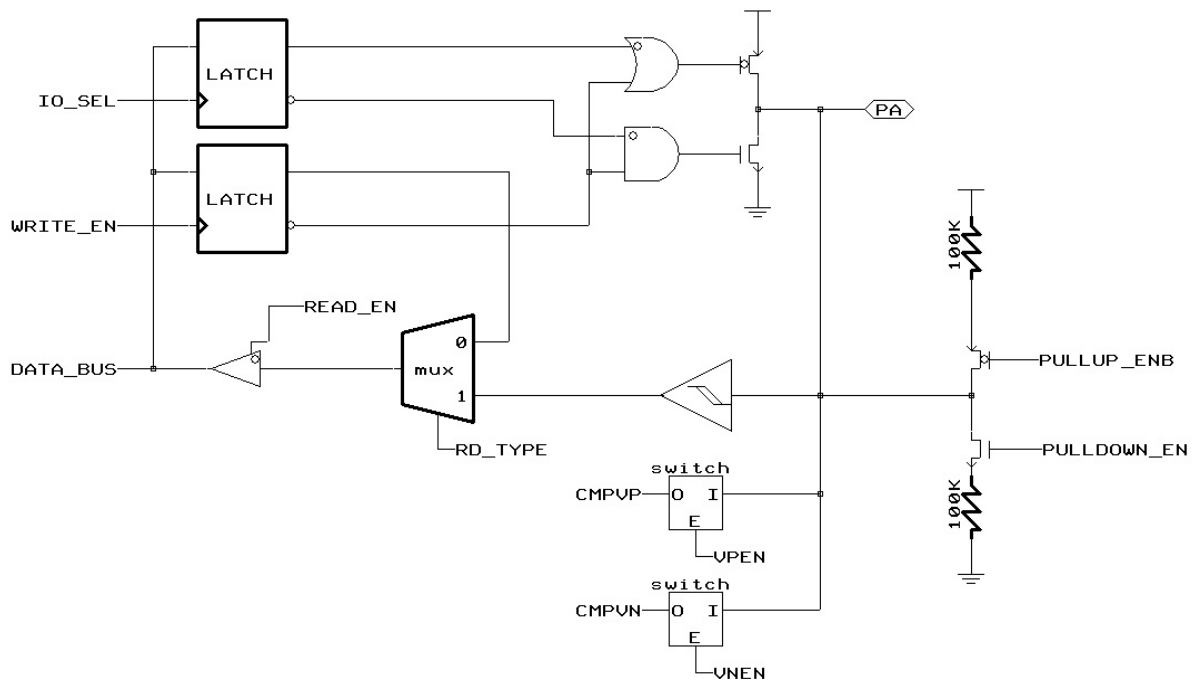 LATCH
IO_SEL
PA
LATCH
WRITE_EN
100K
READ_EN
0
DATA_BUS
mux
PULLUP_ENB
1
RD_TYPE
PULLDOWN_EN
switch
CMPVP
O I
E
100K
VPEN
switch
CMPVN
O I
E
VNEN